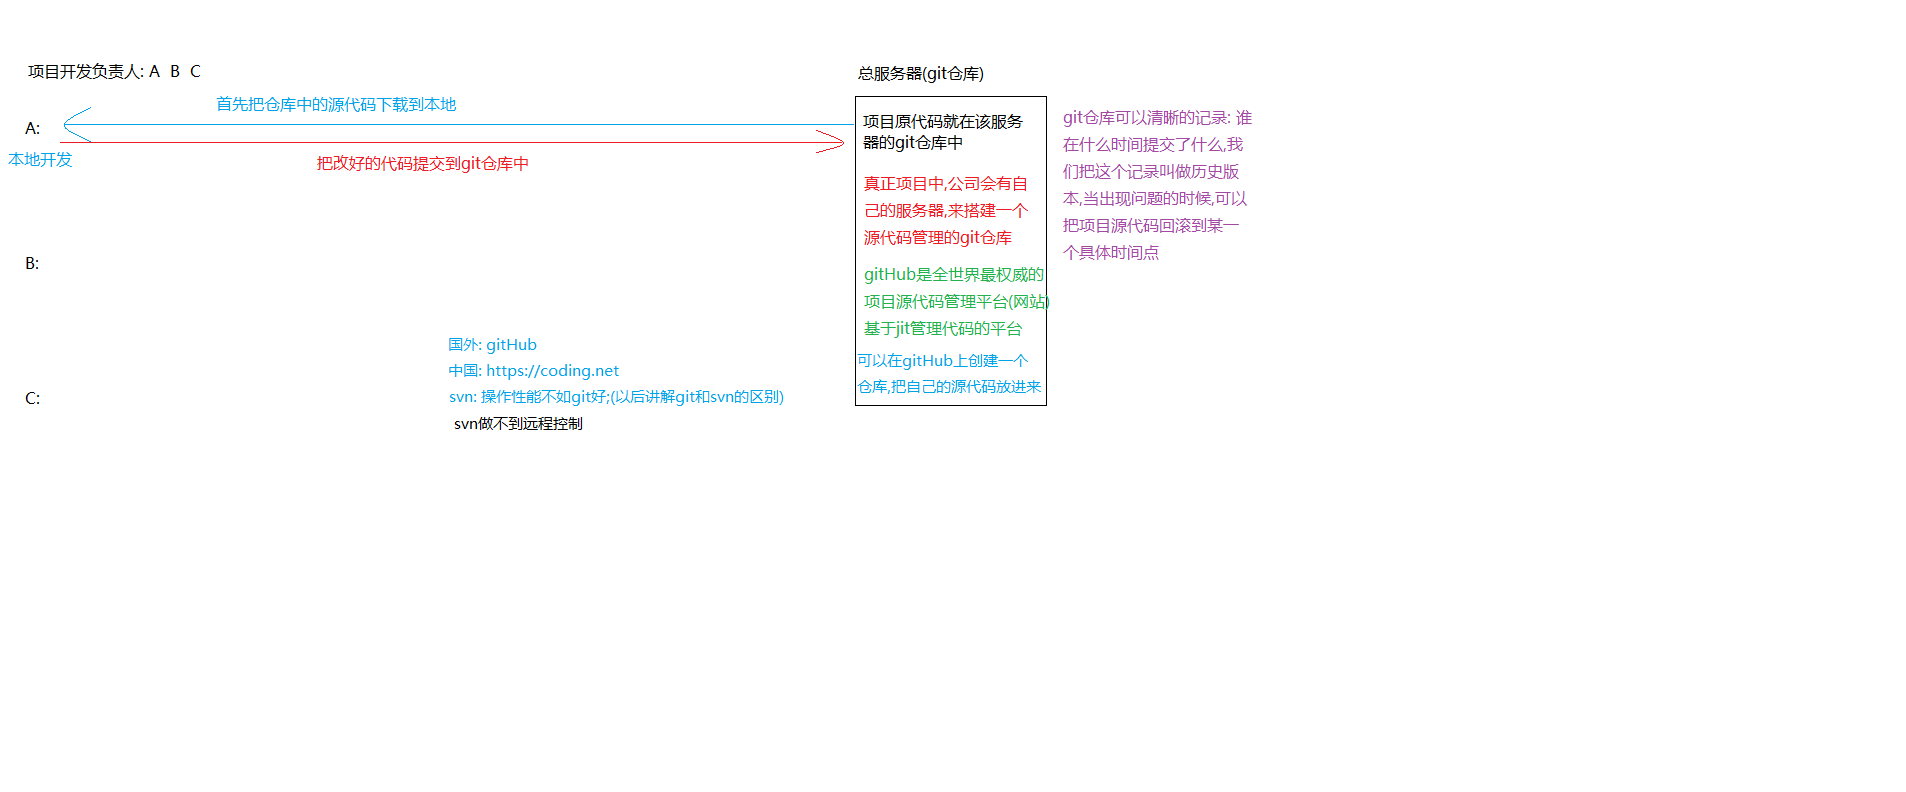 项目开发负责人: A B C
首先把仓库中的源代码下载到本地
A:
本地开发
把改好的代码提交到git仓库中
B:
C:
国外: gitHub
中国: https://coding.net
svn: 操作性能不如git好;(以后讲解git和svn的区别)
svn做不到远程控制
总服务器(git仓库)
项目原代码就在该服务
器的git仓库中
真正项目中,公司会有自
己的服务器,来搭建一个
源代码管理的git仓库
gitHub是全世界最权威的
项目源代码管理平台(网站)
基于jit管理代码的平台
可以在gitHub上创建一个
仓库,把自己的源代码放进来
git仓库可以清晰的记录: 谁
在什么时间提交了什么,我
们把这个记录叫做历史版
本,当出现问题的时候,可以
把项目源代码回滚到某一
个具体时间点